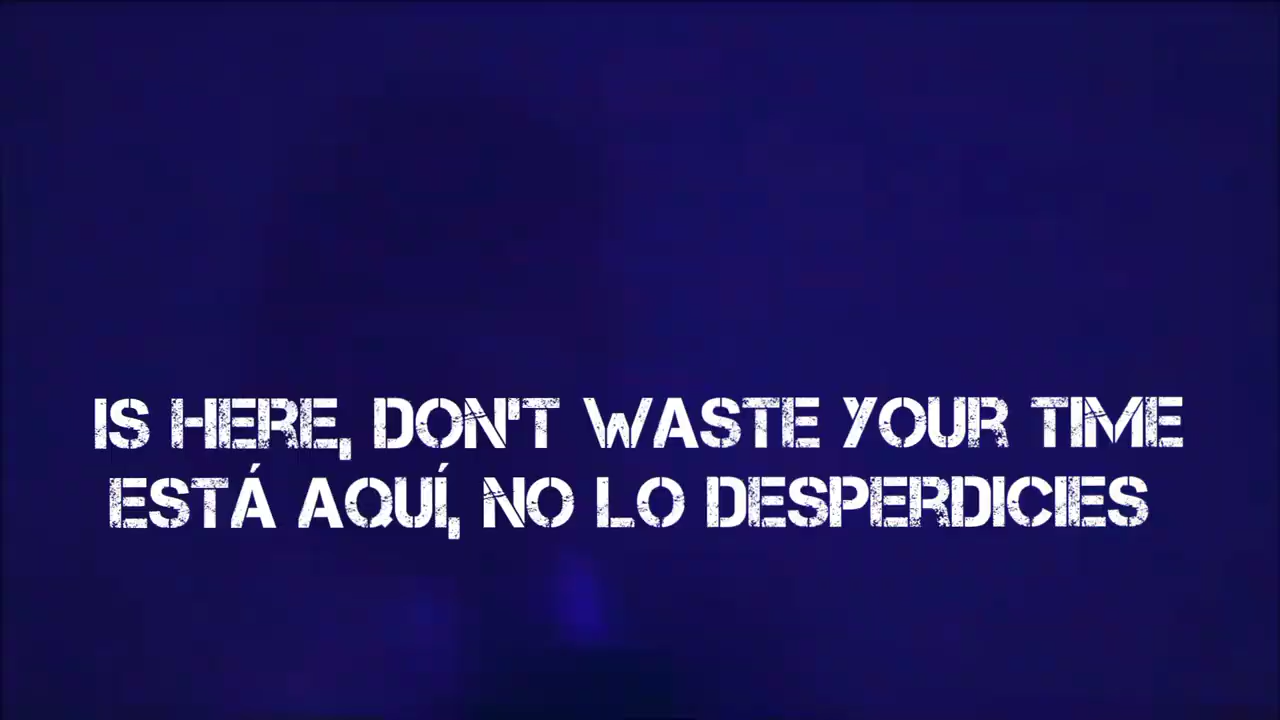 IS HERE, DON'T WASTE YOUR TIME
ESTÁ AQUÍ, NO LO DESPERDICIES